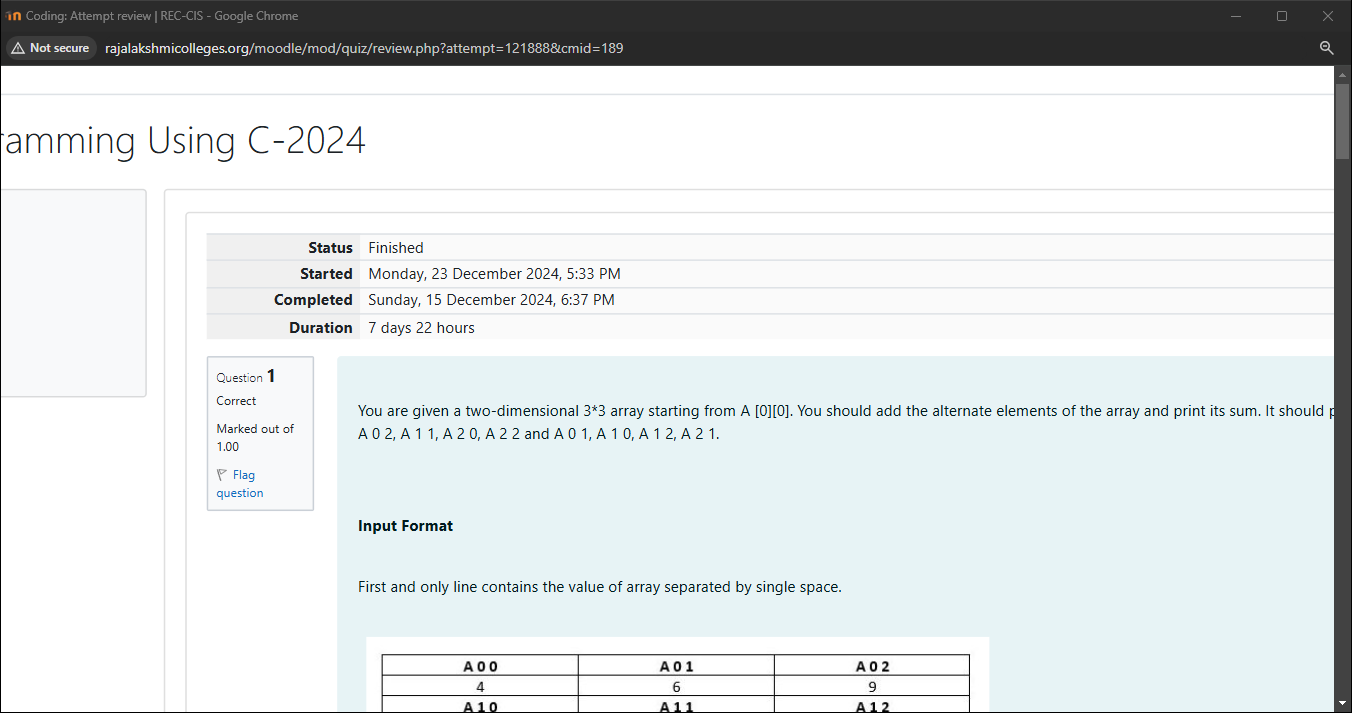 Coding: Attempt review | REC-CIS - Google Chrome
Not secure
rajalakshmicolleges.org/moodle/mod/quiz/review.php?attempt=121888&cmid=189
ramming Using C-2024
Status Finished
Started Monday, 23 December 2024, 5:33 PM
Completed Sunday, 15 December 2024, 6:37 PM
Duration 7 days 22 hours
Question 1
Correct
Marked out of
1.00
Flag
question
You are given a two-dimensional 3*3 array starting from A [0][0]. You should add the alternate elements of the array and print its sum. It should
A 0 2, A 1 1, A 2 0, A 2 2 and A 0 1, A 1 0, A 1 2, A 2 1.
Input Format
First and only line contains the value of array separated by single space.
A 0 0 A 0 1 A 0 2
4 6 9
A 1 0 A 1 1 A 1 2